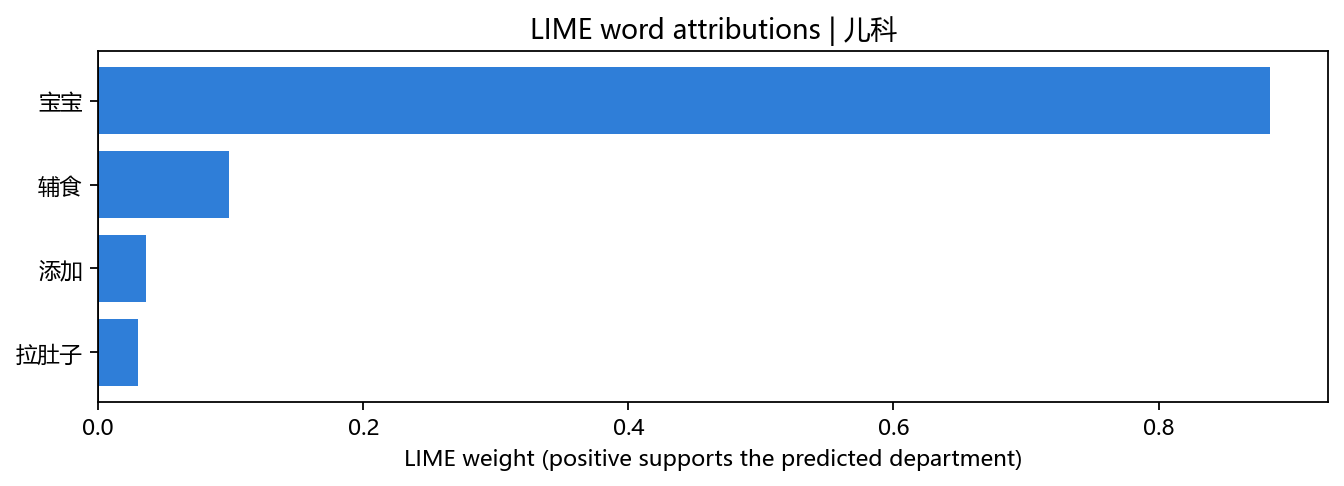 LIME word attributions | 儿科
宝宝
辅食
添加
拉肚子
0.0 0.2 0.4 0.6 0.8
LIME weight (positive supports the predicted department)